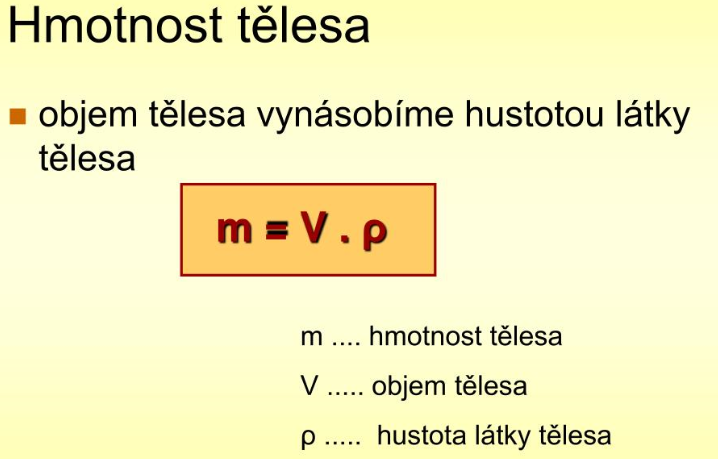 Hmotnost tělesa
objem tělesa vynásobíme hustotou látky
tělesa
m = V . ρ
m .... hmotnost tělesa
V ..... objem tělesa
ρ ..... hustota látky tělesa